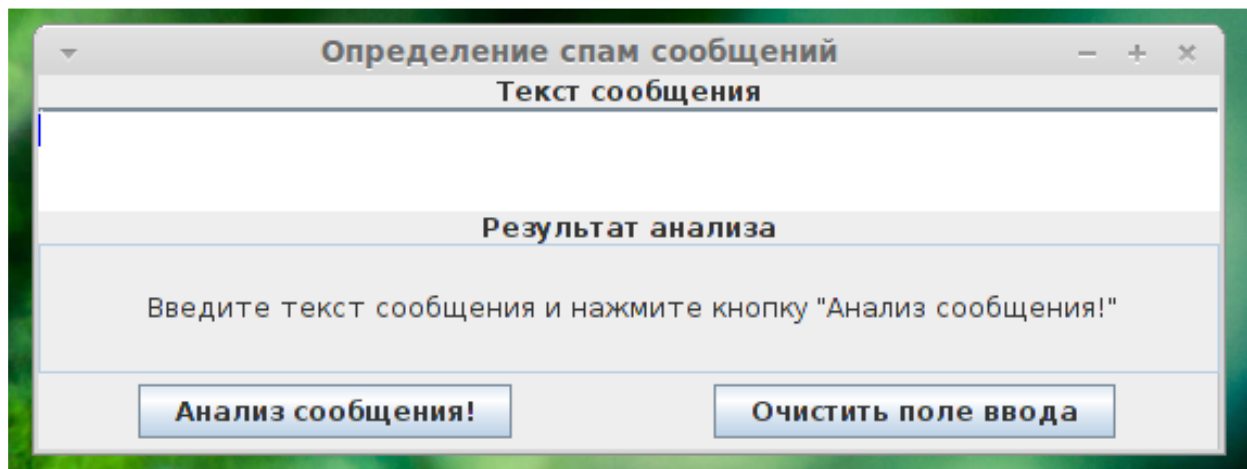 Определение спам сообщений
Текст сообщения
Результат анализа
Введите текст сообщения и нажмите кнопку "Анализ сообщения!"
Анализ сообщения!
Очистить поле ввода